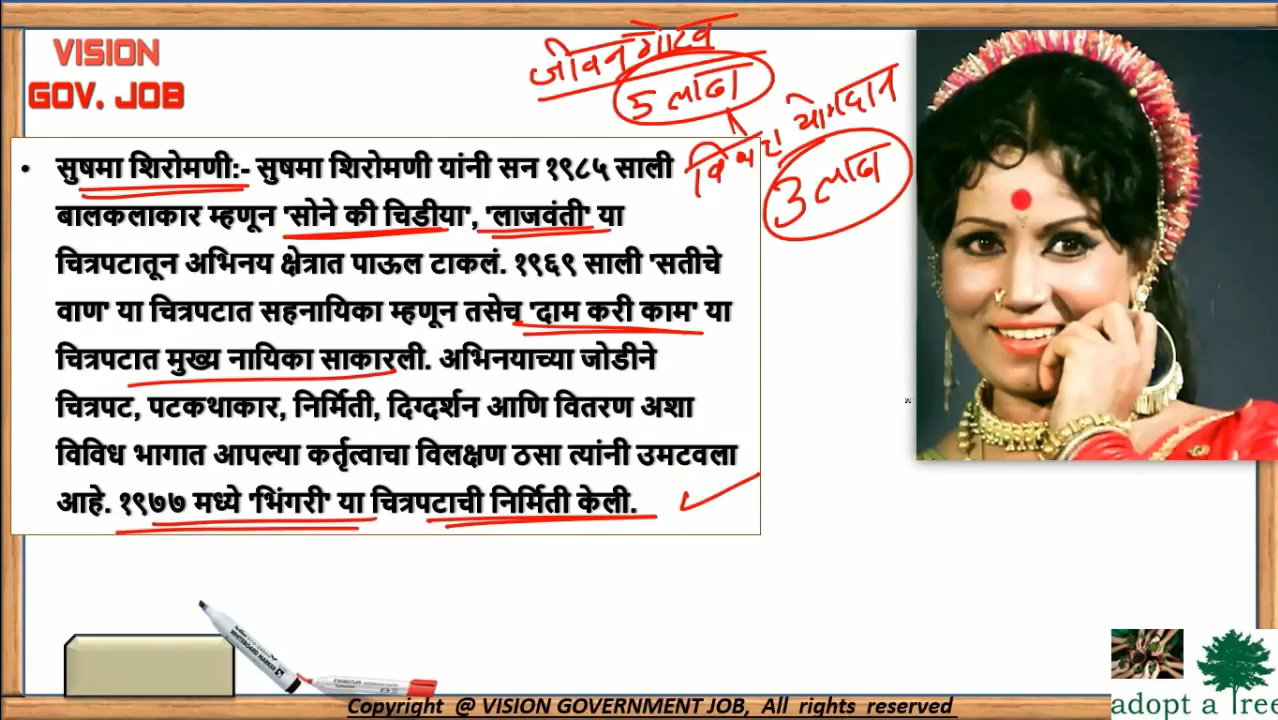 VISION
GOV. JOB
जीवन गौरव
5 लाख
विशेष योगदान
3 लाख
• सुषमा शिरोमणी:- सुषमा शिरोमणी यांनी सन १९८५ साली
बालकलाकार म्हणून 'सोने की चिडीया', 'लाजवंती' या
चित्रपटातून अभिनय क्षेत्रात पाऊल टाकलं. १९६९ साली 'सतीचे
वाण' या चित्रपटात सहनायिका म्हणून तसेच 'दाम करी काम' या
चित्रपटात मुख्य नायिका साकारली. अभिनयाच्या जोडीने
चित्रपट, पटकथाकार, निर्मिती, दिग्दर्शन आणि वितरण अशा
विविध भागात आपल्या कर्तृत्वाचा विलक्षण ठसा त्यांनी उमटवला
आहे. १९७७ मध्ये 'भिंगरी' या चित्रपटाची निर्मिती केली.
Copyright @ VISION GOVERNMENT JOB, All rights reserved
adopt a Tree